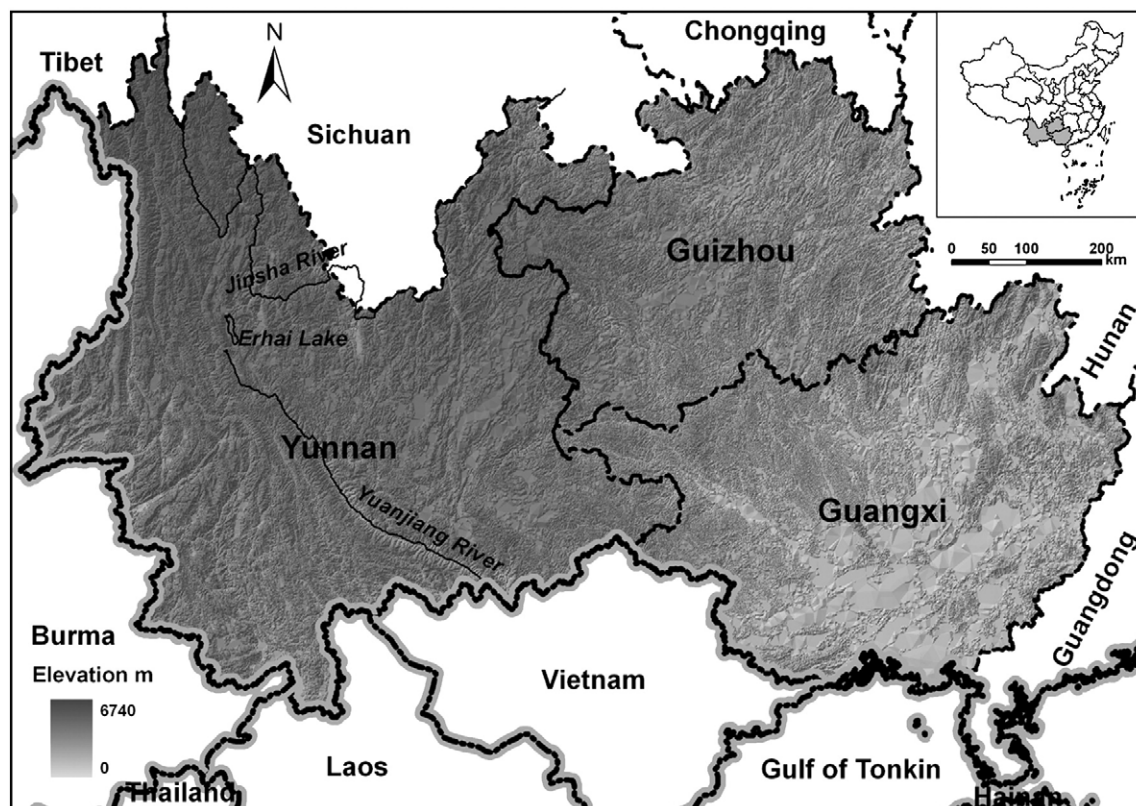 N
Tibet
Chongqing
Sichuan
0 50 100 200
km
Guizhou
Jinsha River
Erhai Lake
Hunan
Yunnan
Guangxi
Yuanjiang River
Guangdong
Burma
Elevation m
6740
0
Vietnam
Laos
Gulf of Tonkin
Thailand
Hainan